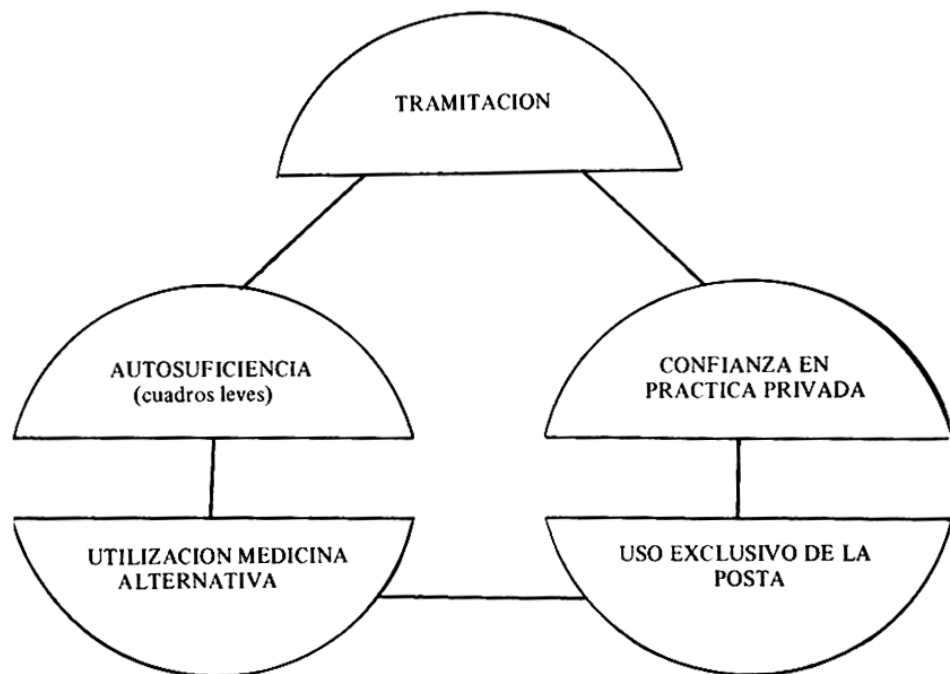 TRAMITACION
AUTOSUFICIENCIA
(cuadros leves)
CONFIANZA EN
PRACTICA PRIVADA
UTILIZACION MEDICINA
ALTERNATIVA
USO EXCLUSIVO DE LA
POSTA